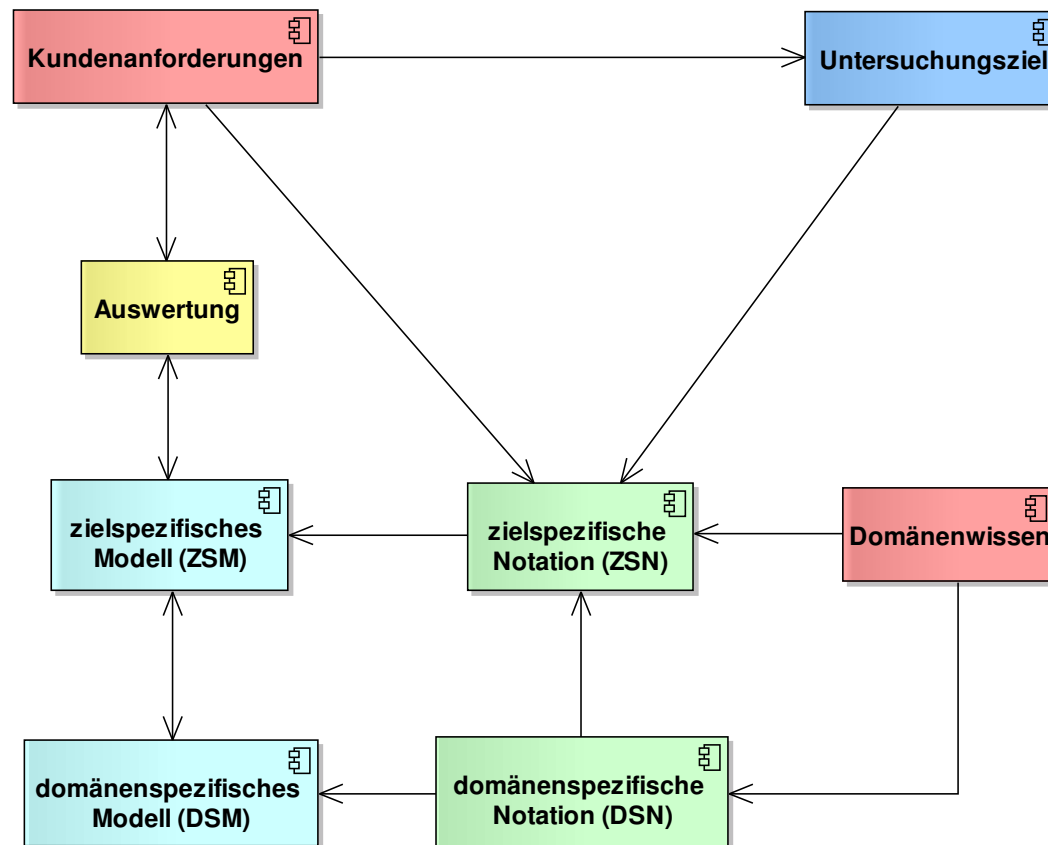 Kundenanforderungen
Untersuchungsziel
Auswertung
zielspezifisches
Modell (ZSM)
zielspezifische
Notation (ZSN)
Domänenwissen
domänenspezifisches
Modell (DSM)
domänenspezifische
Notation (DSN)